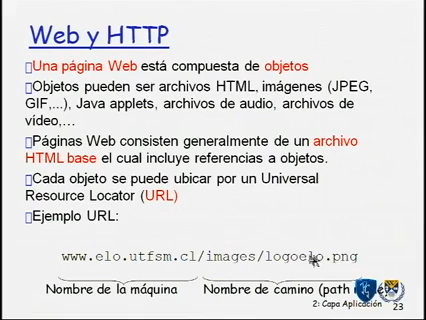 Web y HTTP
Una página Web está compuesta de objetos
Objetos pueden ser archivos HTML, imágenes (JPEG,
GIF,...), Java applets, archivos de audio, archivos de
vídeo,…
Páginas Web consisten generalmente de un archivo
HTML base el cual incluye referencias a objetos.
Cada objeto se puede ubicar por un Universal
Resource Locator (URL)
Ejemplo URL:
www.elo.utfsm.cl/images/logoelo.png
Nombre de la máquina
Nombre de camino (path
2: Capa Aplicación
23